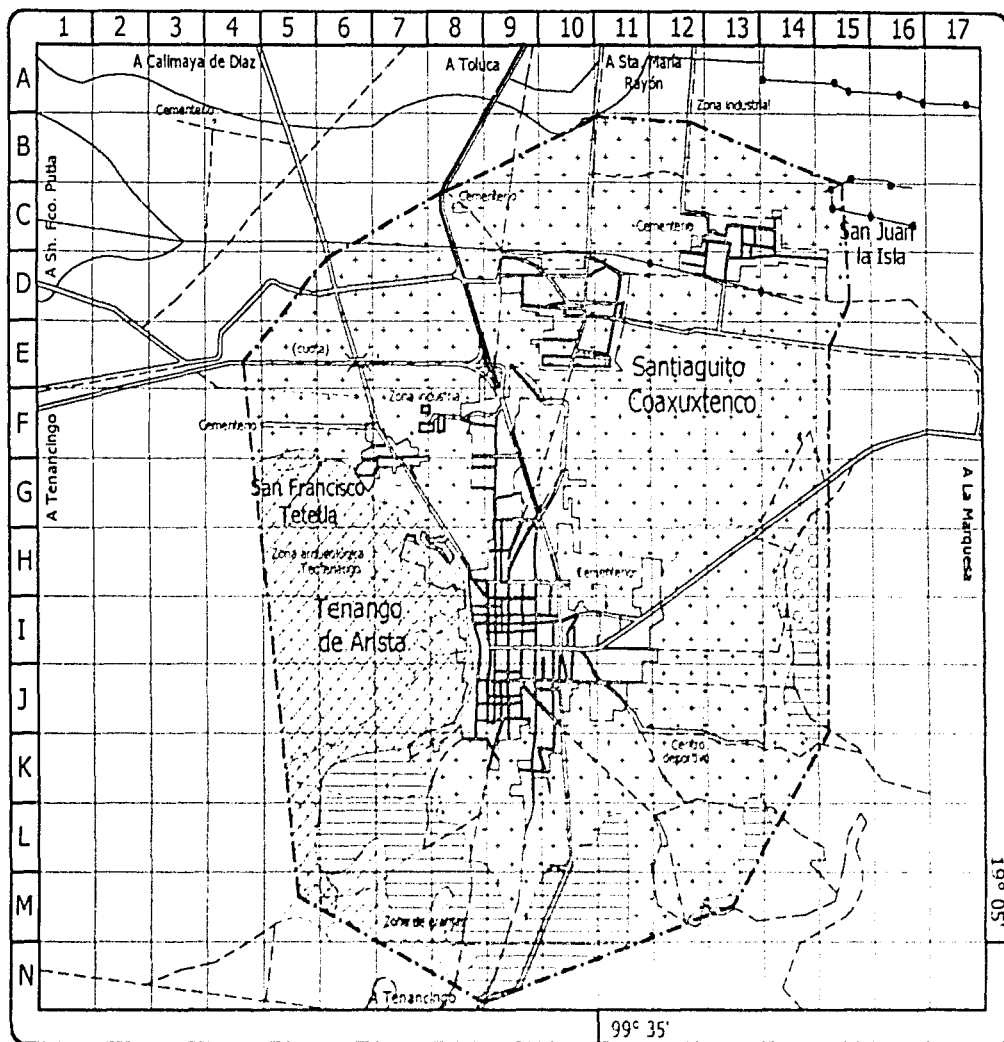 1 2 3 4 5 6 7 8 9 10 11 12 13 14 15 16 17
A
B
C
D
E
F
G
H
I
J
K
L
M
N
A Calimaya de Díaz
A Toluca
A Sta. María
Rayón
Cementerio
Zona industrial
A Sn. Fco. Putla
Cementerio
Cementerio
San Juan
la Isla
(cuota)
Santiaguito
Coaxuxtenco
Zona industrial
Cementerio
A Tenancingo
San Francisco
Tetetla
A La Marquesa
Zona arqueológica
Teotenango
Cementerio
Tenango
de Arista
Centro
deportivo
Zona de granjas
A Tenancingo
19° 05'
99° 35'